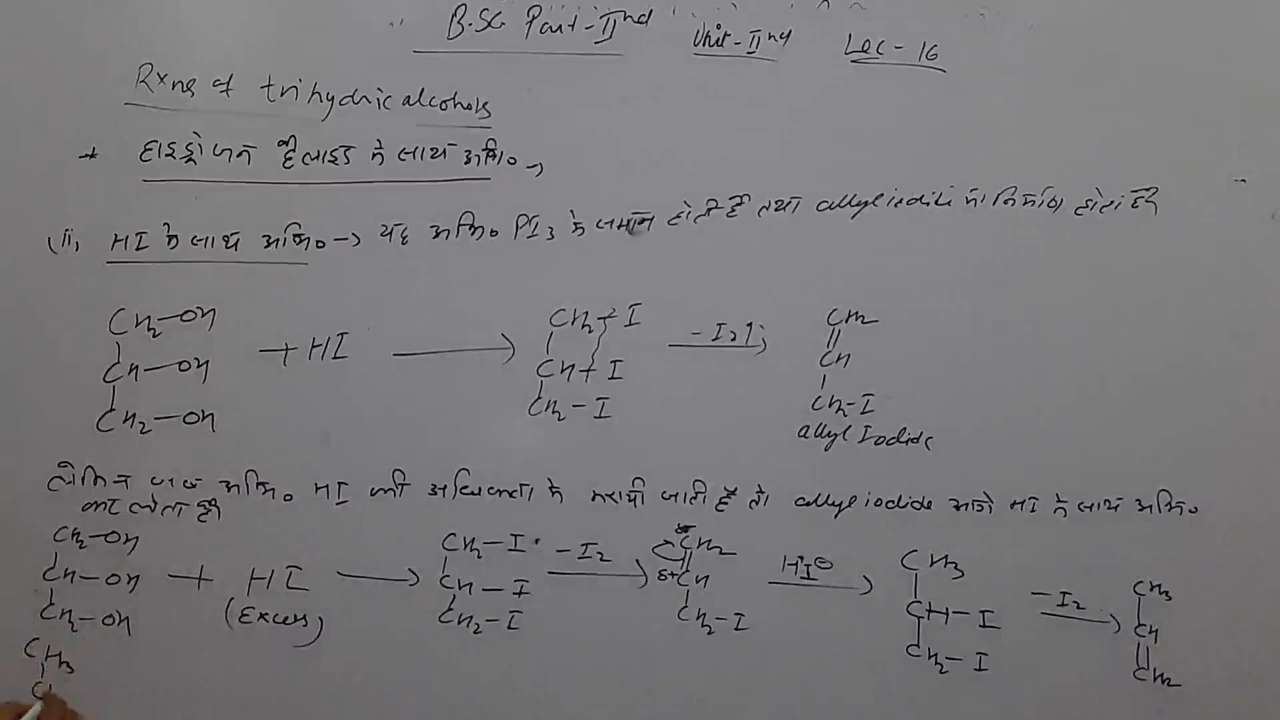 B.SC Part-IInd Unit-IInd Lec-16
Rxns of trihydric alcohols
हाइड्रोजन हैलाइड के साथ अभि० →
(ii) HI के साथ अभि० → यह अभि० PI3 के समान होती है तथा allyl iodide का निर्माण होता है
CH2-OH
CH-OH
CH2-OH
+ HI →
CH2-I
CH-I
CH2-I
-I2↑
CH2
CH
CH2-I
allyl Iodide
लेकिन जब अभि० HI की अधिकता में करायी जाती है तो allyl iodide आगे HI के साथ अभि०
कर लेता है
CH2-OH
CH-OH
CH2-OH
+ HI
(Excess)
→
CH2-I
CH-I
CH2-I
-I2
CH2
δ+CH
CH2-I
HI⊖
CH3
CH-I
CH2-I
-I2
CH3
CH
CH2
CH3